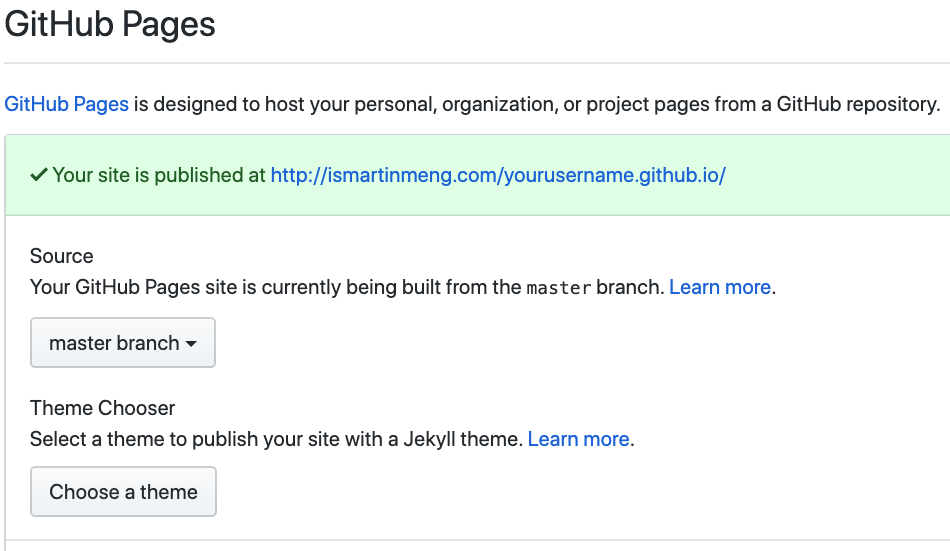 GitHub Pages
GitHub Pages is designed to host your personal, organization, or project pages from a GitHub repository.
✓ Your site is published at http://ismartinmeng.com/yourusername.github.io/
Source
Your GitHub Pages site is currently being built from the master branch. Learn more.
master branch
Theme Chooser
Select a theme to publish your site with a Jekyll theme. Learn more.
Choose a theme